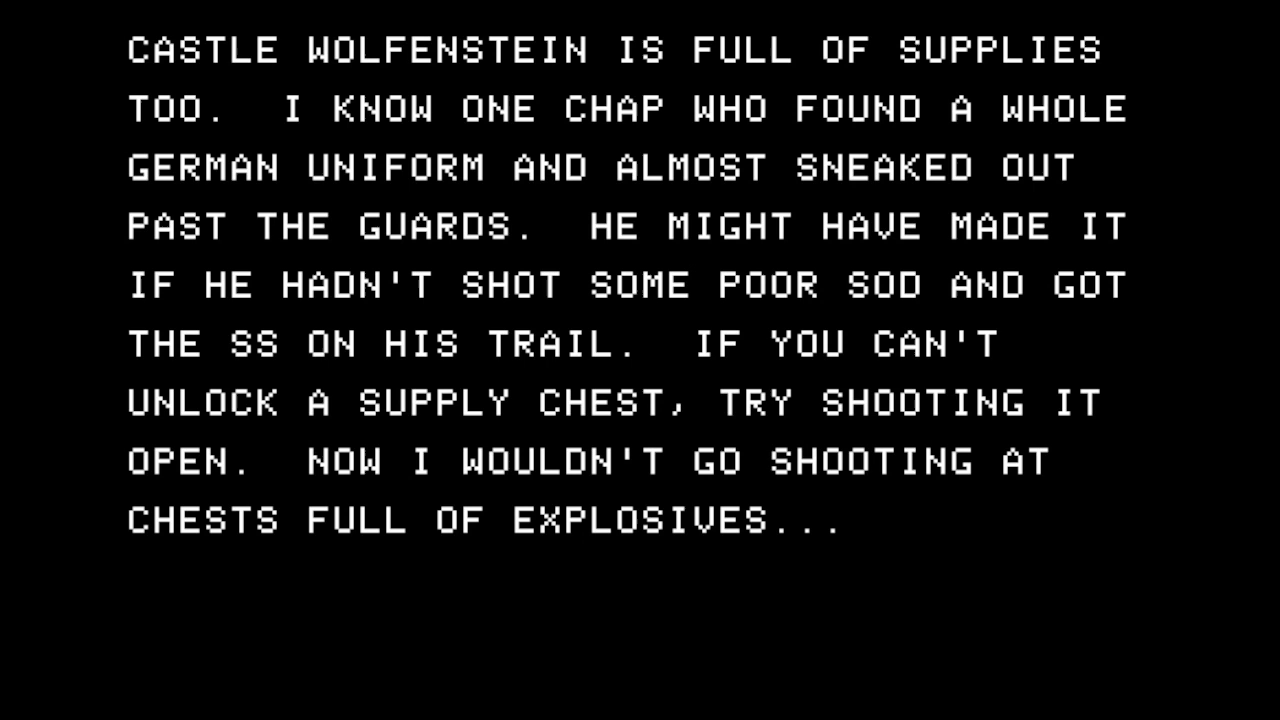 CASTLE WOLFENSTEIN IS FULL OF SUPPLIES
TOO.  I KNOW ONE CHAP WHO FOUND A WHOLE
GERMAN UNIFORM AND ALMOST SNEAKED OUT
PAST THE GUARDS.  HE MIGHT HAVE MADE IT
IF HE HADN'T SHOT SOME POOR SOD AND GOT
THE SS ON HIS TRAIL.  IF YOU CAN'T
UNLOCK A SUPPLY CHEST, TRY SHOOTING IT
OPEN.  NOW I WOULDN'T GO SHOOTING AT
CHESTS FULL OF EXPLOSIVES...